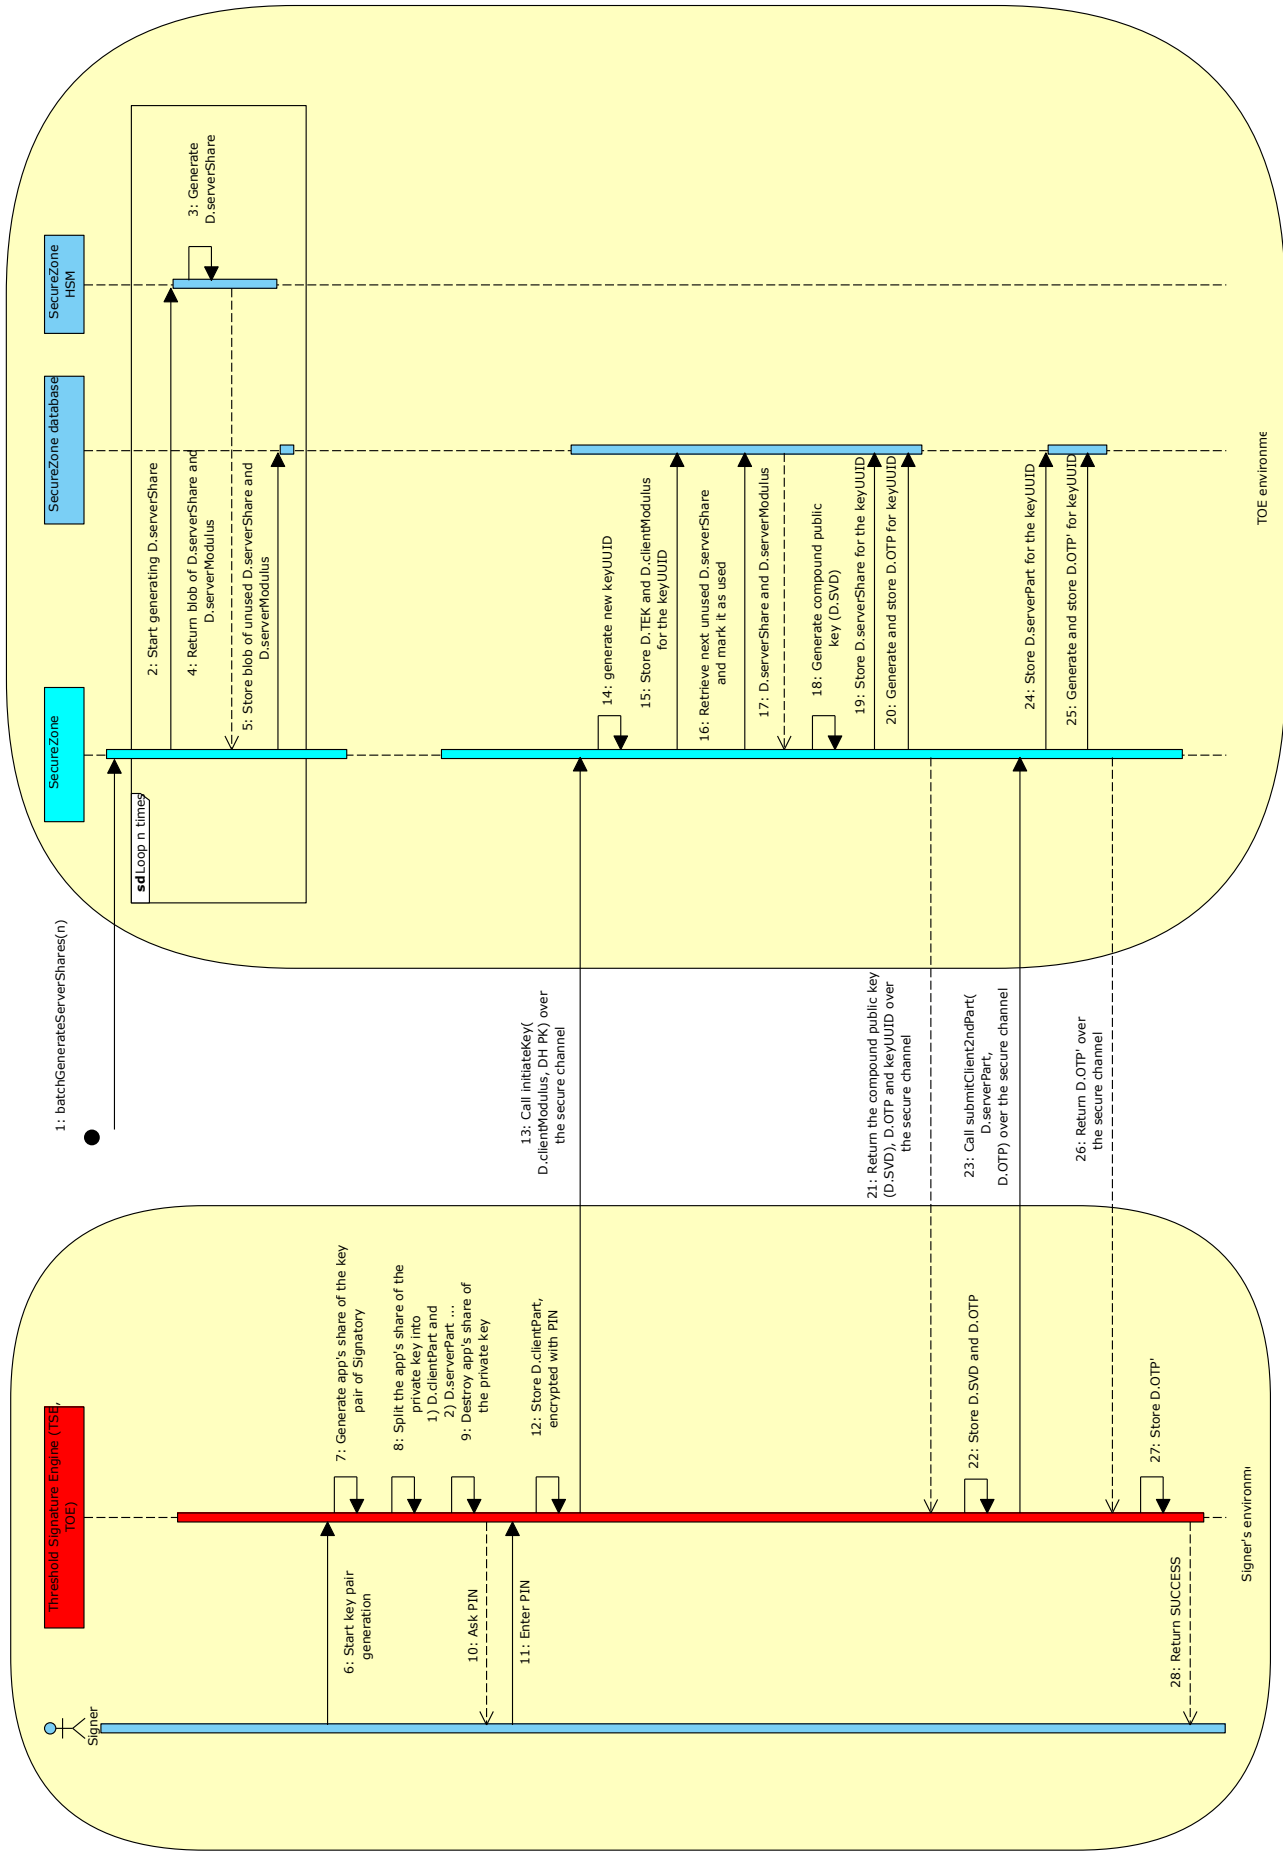 Signer
Threshold Signature Engine (TSE,
TOE)
SecureZone
SecureZone database
SecureZone
HSM
1: batchGenerateServerShares(n)
sd Loop n times
2: Start generating D.serverShare
3: Generate
D.serverShare
4: Return blob of D.serverShare and
D.serverModulus
5: Store blob of unused D.serverShare and
D.serverModulus
6: Start key pair
generation
7: Generate app's share of the key
pair of Signatory
8: Split the app's share of the
private key into
1) D.clientPart and
2) D.serverPart ...
9: Destroy app's share of
the private key
10: Ask PIN
11: Enter PIN
12: Store D.clientPart,
encrypted with PIN
13: Call initiateKey(
D.clientModulus, DH PK) over
the secure channel
14: generate new keyUUID
15: Store D.TEK and D.clientModulus
for the keyUUID
16: Retrieve next unused D.serverShare
and mark it as used
17: D.serverShare and D.serverModulus
18: Generate compound public
key (D.SVD)
19: Store D.serverShare for the keyUUID
20: Generate and store D.OTP for keyUUID
21: Return the compound public key
(D.SVD), D.OTP and keyUUID over
the secure channel
22: Store D.SVD and D.OTP
23: Call submitClient2ndPart(
D.serverPart,
D.OTP) over the secure channel
24: Store D.serverPart for the keyUUID
25: Generate and store D.OTP' for keyUUID
26: Return D.OTP' over
the secure channel
27: Store D.OTP'
28: Return SUCCESS
Signer's environm
TOE environme